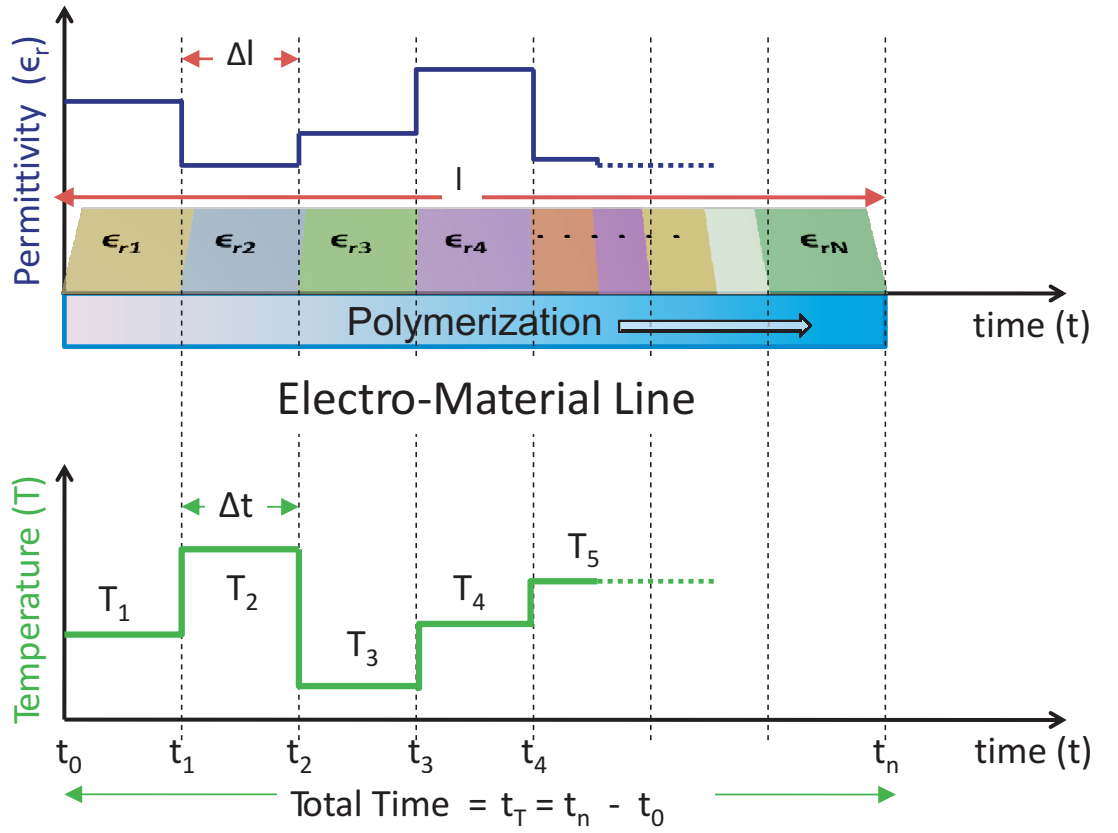 Permittivity (ϵr)
Δl
l
ϵr1 ϵr2 ϵr3 ϵr4 . . . . . . ϵrN
Polymerization
time (t)
Electro-Material Line
Temperature (T)
Δt
T1 T2 T3 T4 T5
t0 t1 t2 t3 t4 tn
time (t)
Total Time = tT = tn - t0